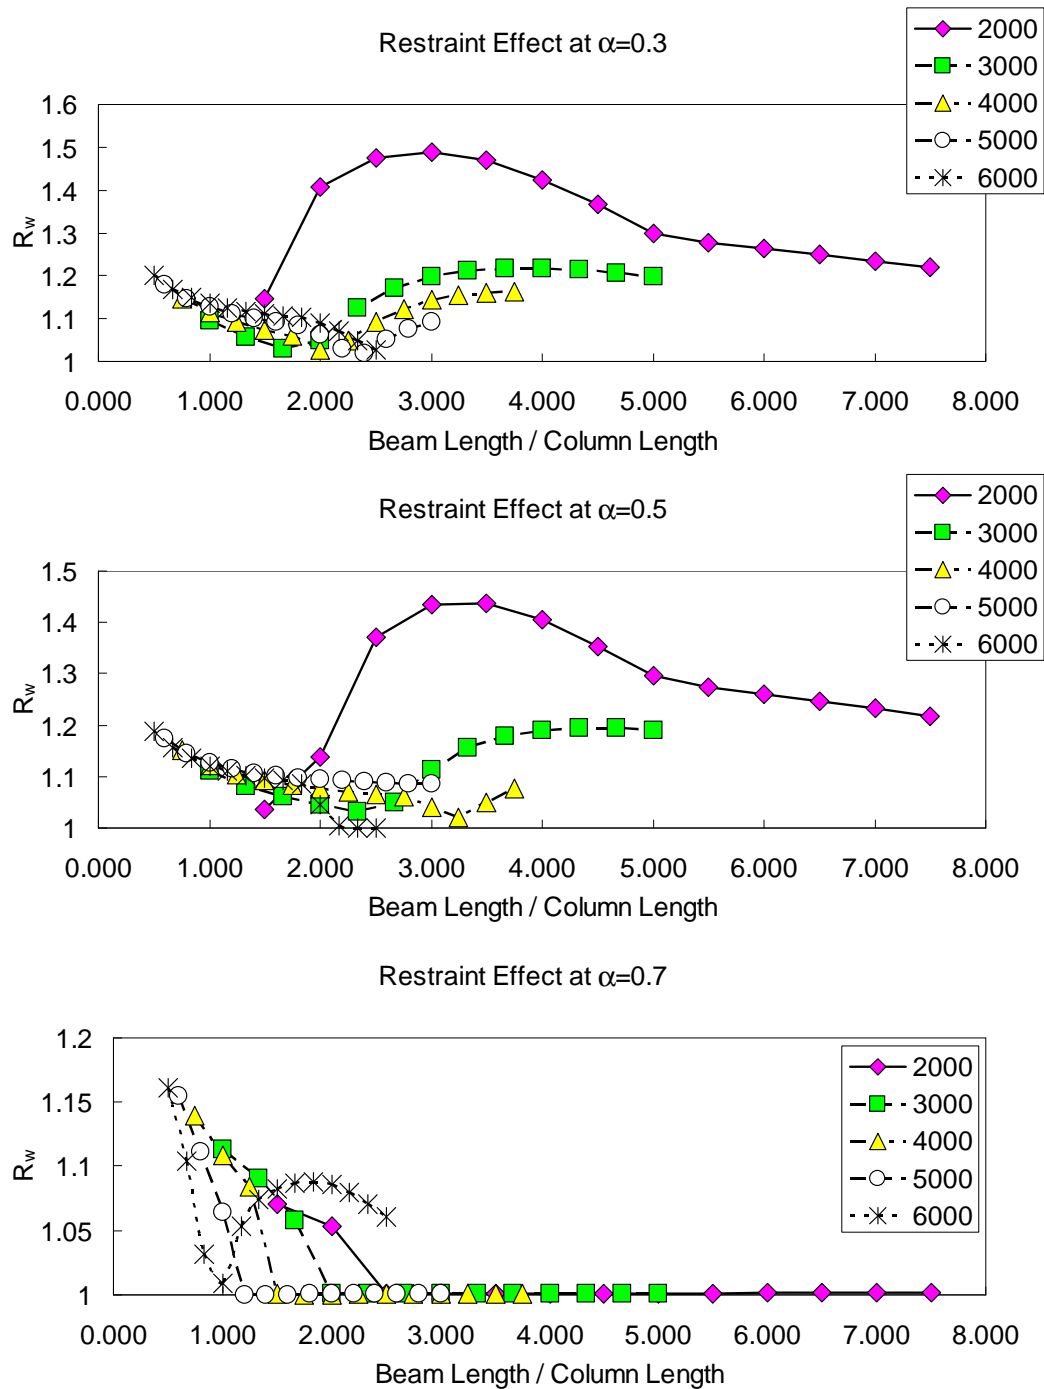 Restraint Effect at α=0.3
2000
3000
4000
5000
6000
Rw
1.6
1.5
1.4
1.3
1.2
1.1
1
0.000 1.000 2.000 3.000 4.000 5.000 6.000 7.000 8.000
Beam Length / Column Length
Restraint Effect at α=0.5
2000
3000
4000
5000
6000
Rw
1.5
1.4
1.3
1.2
1.1
1
0.000 1.000 2.000 3.000 4.000 5.000 6.000 7.000 8.000
Beam Length / Column Length
Restraint Effect at α=0.7
2000
3000
4000
5000
6000
Rw
1.2
1.15
1.1
1.05
1
0.000 1.000 2.000 3.000 4.000 5.000 6.000 7.000 8.000
Beam Length / Column Length